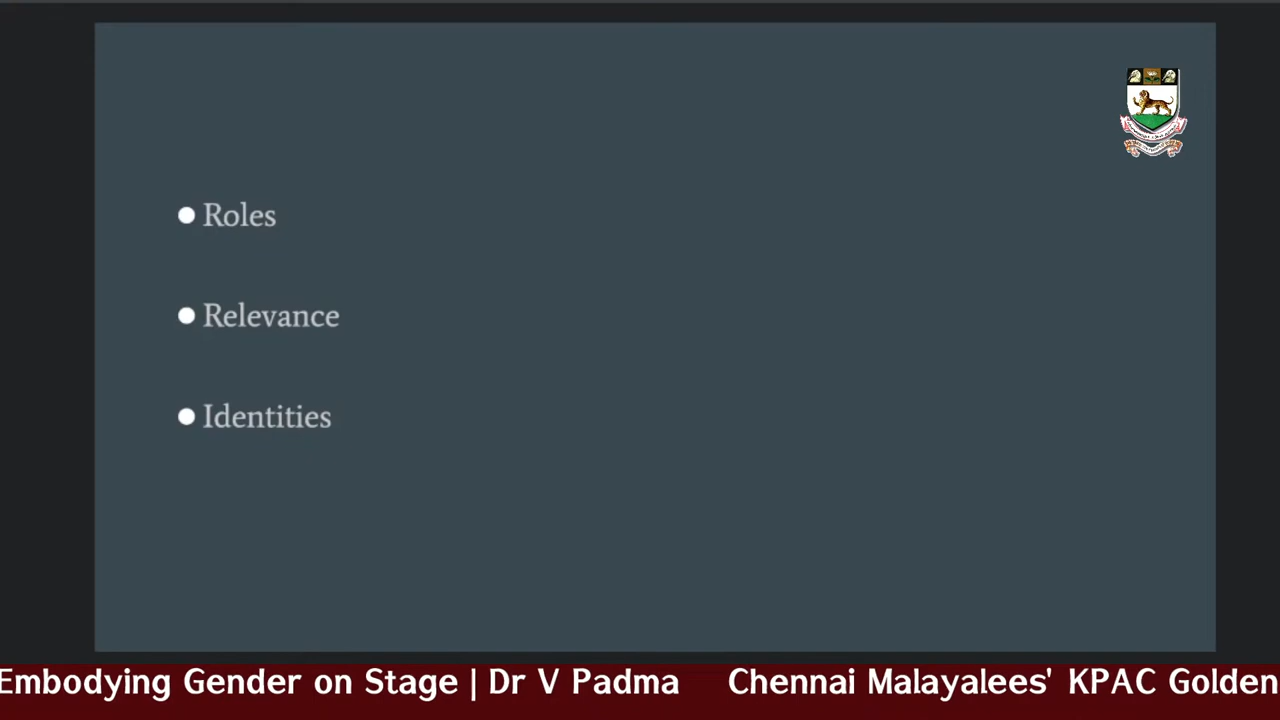 Roles
Relevance
Identities
Embodying Gender on Stage | Dr V Padma Chennai Malayalees' KPAC Golden